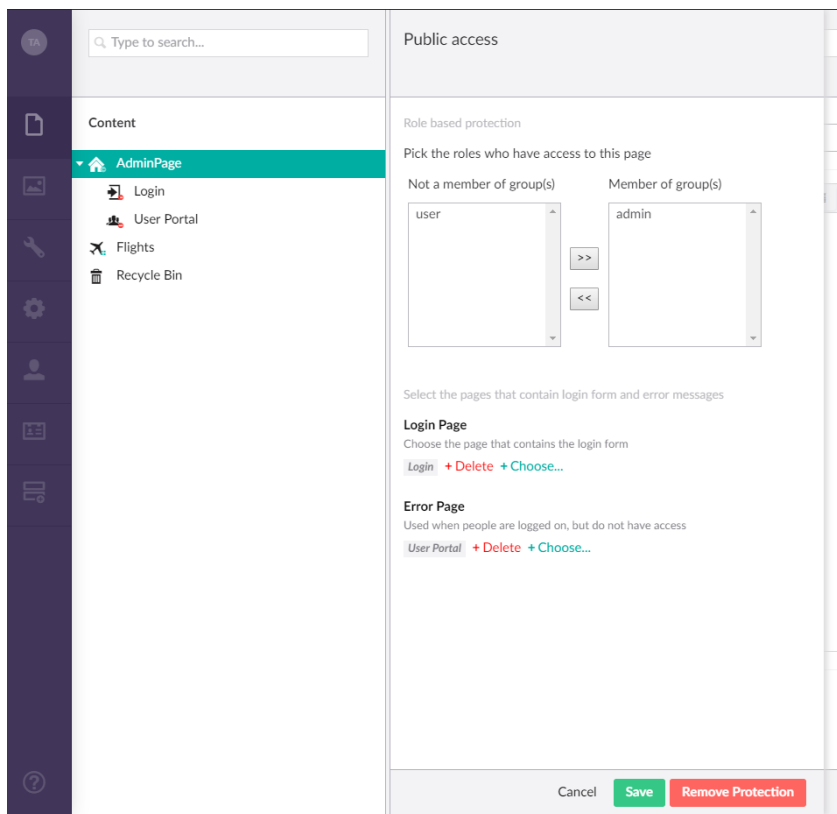 TA
Type to search...
Public access
Content
AdminPage
Login
User Portal
Flights
Recycle Bin
Role based protection
Pick the roles who have access to this page
Not a member of group(s)
Member of group(s)
user
admin
>>
<<
Select the pages that contain login form and error messages
Login Page
Choose the page that contains the login form
Login + Delete + Choose...
Error Page
Used when people are logged on, but do not have access
User Portal + Delete + Choose...
?
Cancel Save Remove Protection